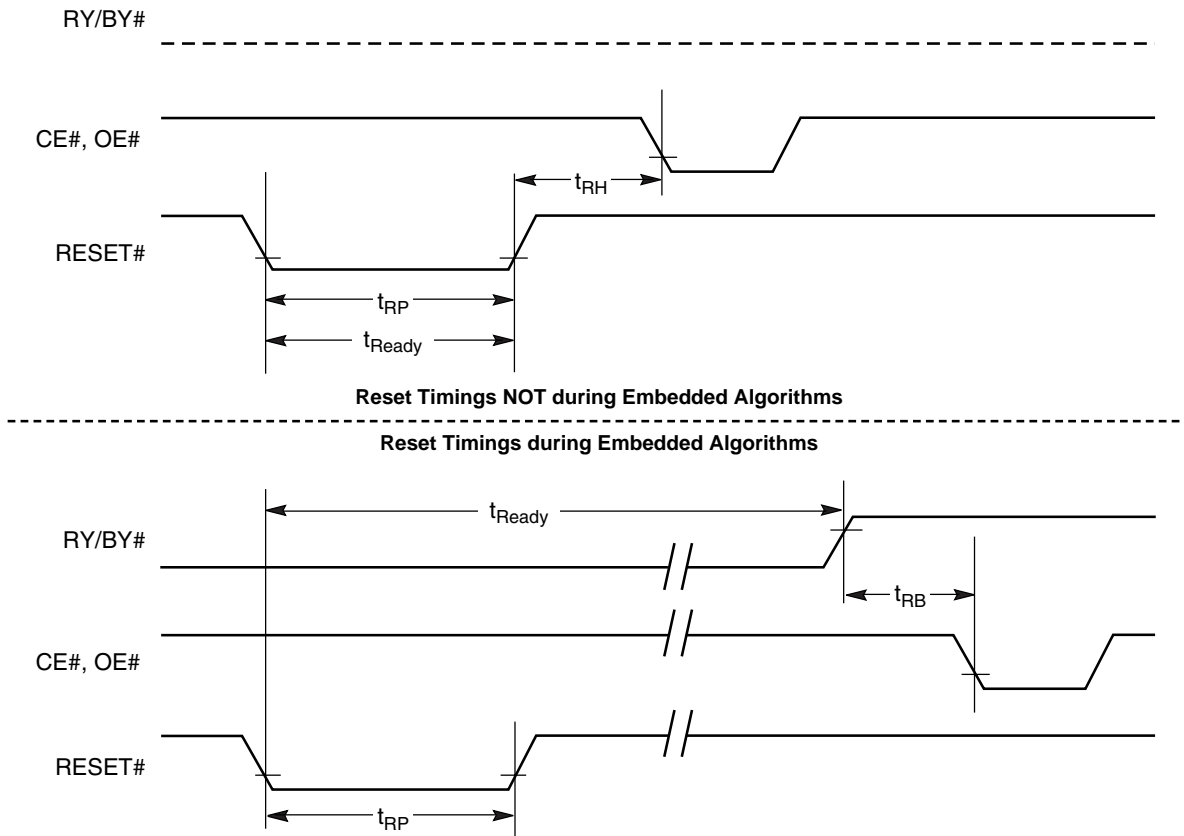 RY/BY#
CE#, OE#
tRH
RESET#
tRP
tReady
Reset Timings NOT during Embedded Algorithms
Reset Timings during Embedded Algorithms
tReady
RY/BY#
tRB
CE#, OE#
RESET#
tRP